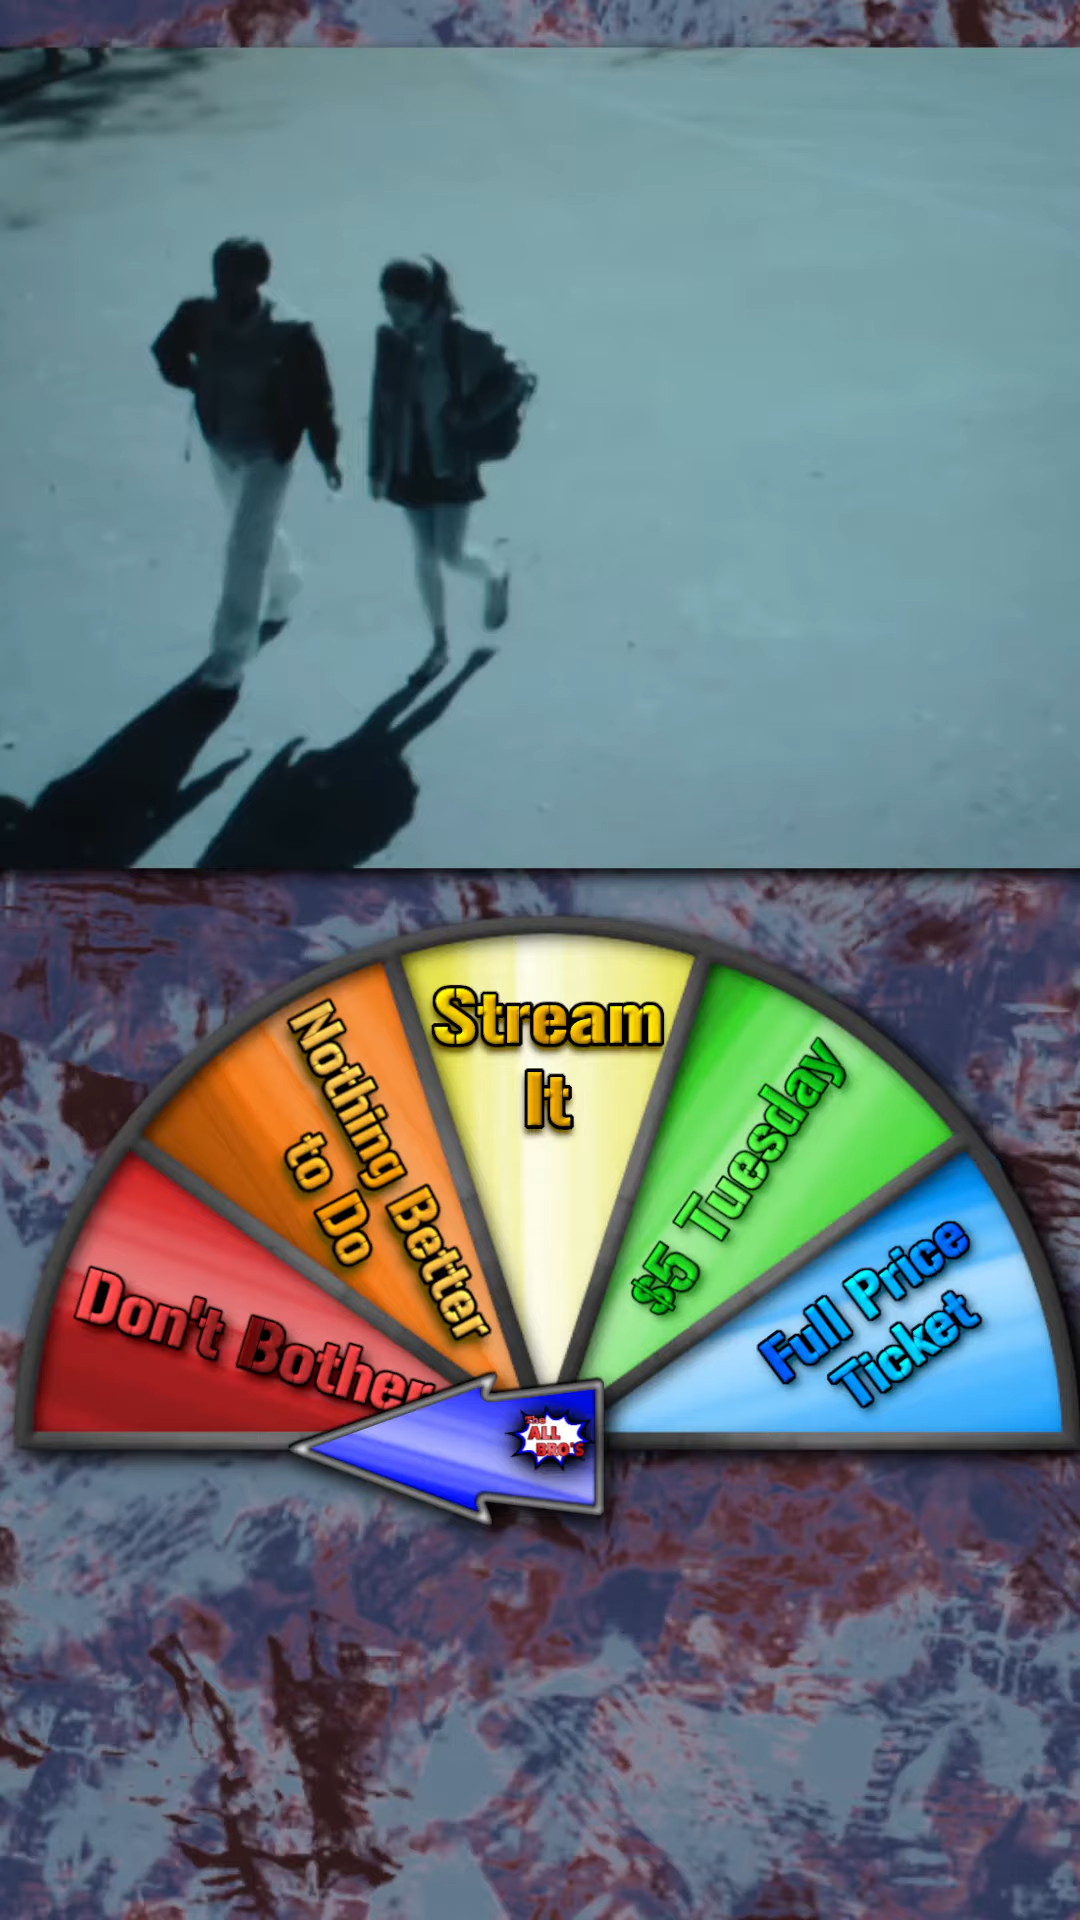 Stream
It
Nothing Better
to Do
$5 Tuesday
Don't Bother
Full Price
Ticket
The
ALL
BRO'S